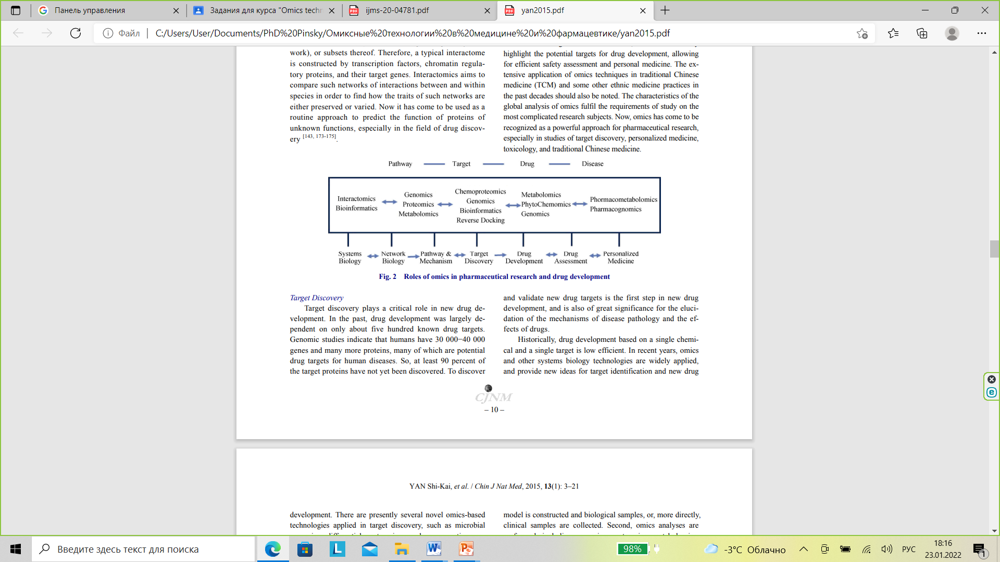 Панель управления
Задания для курса "Omics techn
ijms-20-04781.pdf
yan2015.pdf
Файл
C:/Users/User/Documents/PhD%20Pinsky/Омиксные%20технологии%20в%20медицине%20и%20фармацевтике/yan2015.pdf
work), or subsets thereof. Therefore, a typical interactome
is constructed by transcription factors, chromatin regula-
tory proteins, and their target genes. Interactomics aims to
compare such networks of interactions between and within
species in order to find how the traits of such networks are
either preserved or varied. Now it has come to be used as a
routine approach to predict the function of proteins of
unknown functions, especially in the field of drug discov-
ery [143, 173-175].
highlight the potential targets for drug development, allowing
for efficient safety assessment and personal medicine. The ex-
tensive application of omics techniques in traditional Chinese
medicine (TCM) and some other ethnic medicine practices in
the past decades should also be noted. The characteristics of the
global analysis of omics fulfil the requirements of study on the
most complicated research subjects. Now, omics has come to be
recognized as a powerful approach for pharmaceutical research,
especially in studies of target discovery, personalized medicine,
toxicology, and traditional Chinese medicine.
Pathway Target Drug Disease
Interactomics
Bioinformatics
Genomics
Proteomics
Metabolomics
Chemoproteomics
Genomics
Bioinformatics
Reverse Docking
Metabolomics
PhytoChemomics
Genomics
Phormacometabolomics
Pharmacognomics
Systems
Biology
Network
Biology
Pathway &
Mechanism
Target
Discovery
Drug
Development
Drug
Assessment
Personalized
Medicine
Fig. 2 Roles of omics in pharmaceutical research and drug development
Target Discovery
Target discovery plays a critical role in new drug de-
velopment. In the past, drug development was largely de-
pendent on only about five hundred known drug targets.
Genomic studies indicate that humans have 30 000−40 000
genes and many more proteins, many of which are potential
drug targets for human diseases. So, at least 90 percent of
the target proteins have not yet been discovered. To discover
and validate new drug targets is the first step in new drug
development, and is also of great significance for the eluci-
dation of the mechanisms of disease pathology and the ef-
fects of drugs.
Historically, drug development based on a single chemi-
cal and a single target is low efficient. In recent years, omics
and other systems biology technologies are widely applied,
and provide new ideas for target identification and new drug
CJNM
– 10 –
YAN Shi-Kai, et al. / Chin J Nat Med, 2015, 13(1): 3–21
development. There are presently several novel omics-based
technologies applied in target discovery, such as microbial
model is constructed and biological samples, or, more directly,
clinical samples are collected. Second, omics analyses are
Введите здесь текст для поиска
98%
-3°C Облачно
РУС
18:16
23.01.2022
1